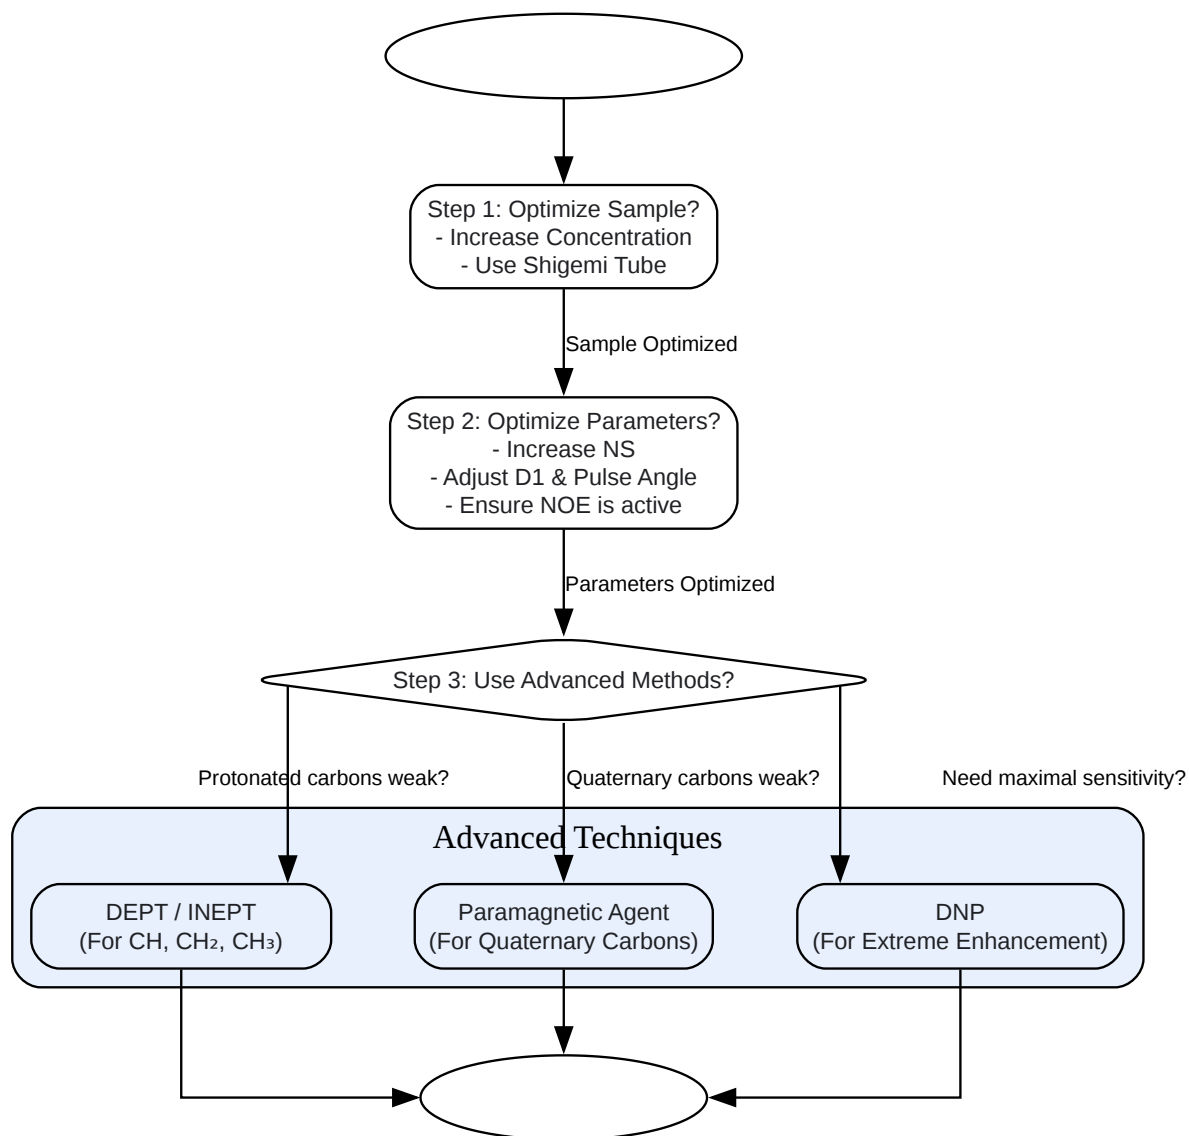 Step 1: Optimize Sample?
- Increase Concentration
- Use Shigemi Tube
Sample Optimized
Step 2: Optimize Parameters?
- Increase NS
- Adjust D1 & Pulse Angle
- Ensure NOE is active
Parameters Optimized
Step 3: Use Advanced Methods?
Protonated carbons weak?
Quaternary carbons weak?
Need maximal sensitivity?
Advanced Techniques
DEPT / INEPT
(For CH, CH₂, CH₃)
Paramagnetic Agent
(For Quaternary Carbons)
DNP
(For Extreme Enhancement)